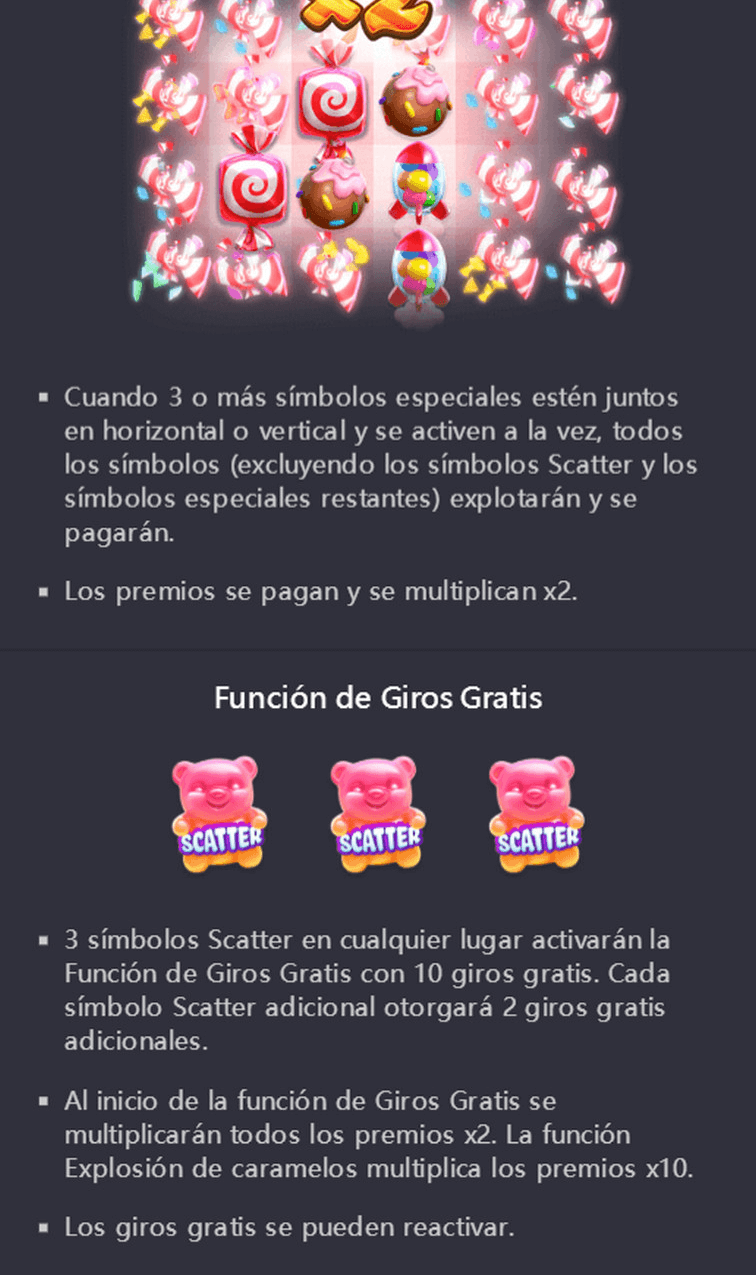 x2
▪ Cuando 3 o más símbolos especiales estén juntos
en horizontal o vertical y se activen a la vez, todos
los símbolos (excluyendo los símbolos Scatter y los
símbolos especiales restantes) explotarán y se
pagarán.
▪ Los premios se pagan y se multiplican x2.
Función de Giros Gratis
SCATTER SCATTER SCATTER
▪ 3 símbolos Scatter en cualquier lugar activarán la
Función de Giros Gratis con 10 giros gratis. Cada
símbolo Scatter adicional otorgará 2 giros gratis
adicionales.
▪ Al inicio de la función de Giros Gratis se
multiplicarán todos los premios x2. La función
Explosión de caramelos multiplica los premios x10.
▪ Los giros gratis se pueden reactivar.